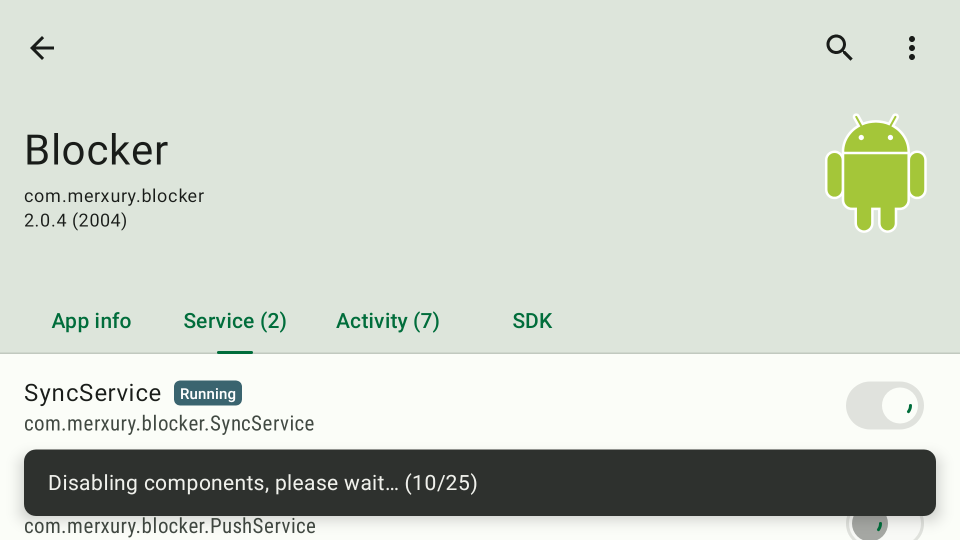 Blocker
com.merxury.blocker
2.0.4 (2004)
App info
Service (2)
Activity (7)
SDK
SyncService Running
com.merxury.blocker.SyncService
Disabling components, please wait… (10/25)
com.merxury.blocker.PushService